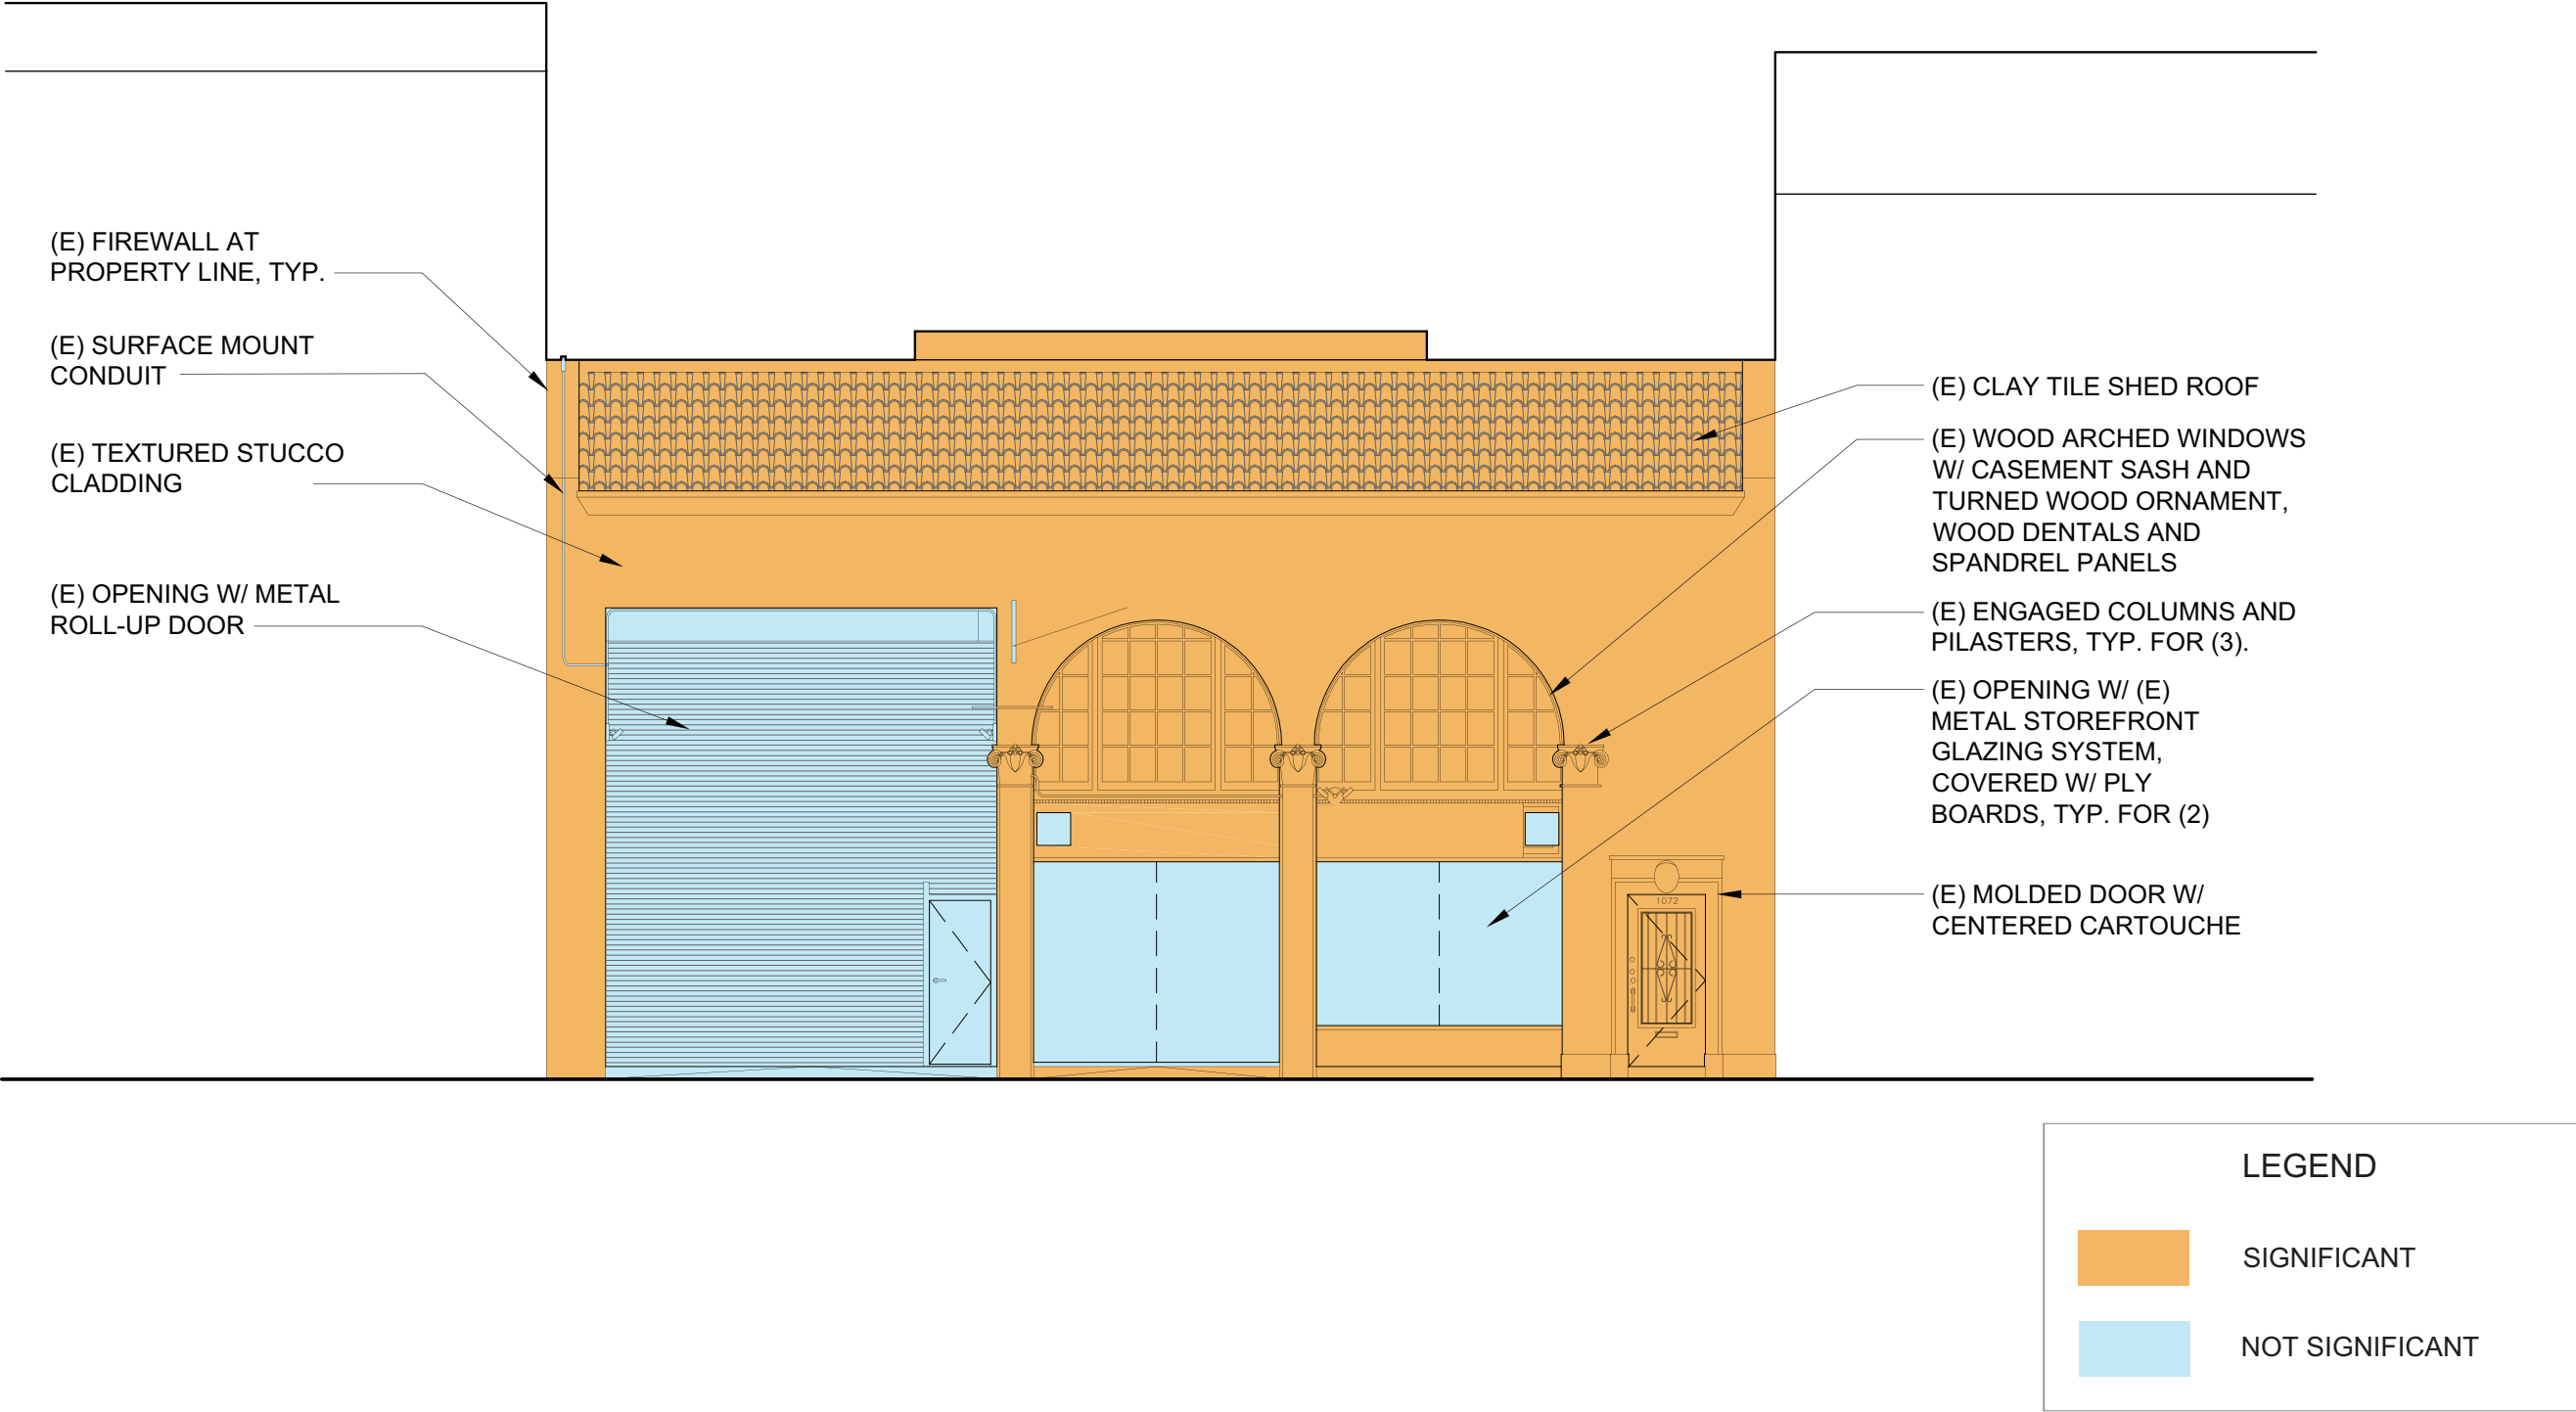 (E) FIREWALL AT
PROPERTY LINE, TYP.
(E) SURFACE MOUNT
CONDUIT
(E) TEXTURED STUCCO
CLADDING
(E) OPENING W/ METAL
ROLL-UP DOOR
(E) CLAY TILE SHED ROOF
(E) WOOD ARCHED WINDOWS
W/ CASEMENT SASH AND
TURNED WOOD ORNAMENT,
WOOD DENTALS AND
SPANDREL PANELS
(E) ENGAGED COLUMNS AND
PILASTERS, TYP. FOR (3).
(E) OPENING W/ (E)
METAL STOREFRONT
GLAZING SYSTEM,
COVERED W/ PLY
BOARDS, TYP. FOR (2)
(E) MOLDED DOOR W/
CENTERED CARTOUCHE
1072
LEGEND
SIGNIFICANT
NOT SIGNIFICANT